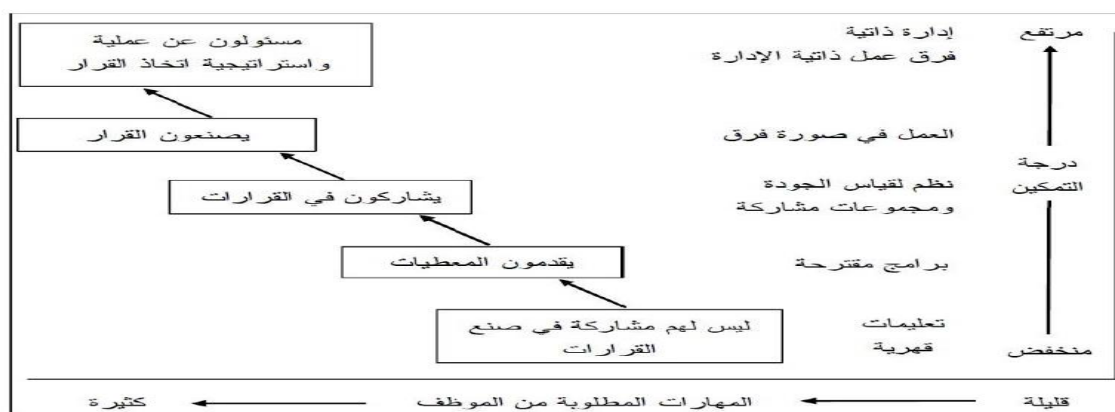 مرتفع
إدارة ذاتية
فرق عمل ذاتية الإدارة
مسئولون عن عملية
واستراتيجية اتخاذ القرار
العمل في صورة فرق
يصنعون القرار
درجة
التمكين
نظم لقياس الجودة
ومجموعات مشاركة
يشاركون في القرارات
برامج مقترحة
يقدمون المعطيات
منخفض
تعليمات
قهرية
ليس لهم مشاركة في صنع
القرارات
قليلة المهارات المطلوبة من الموظف كثيرة